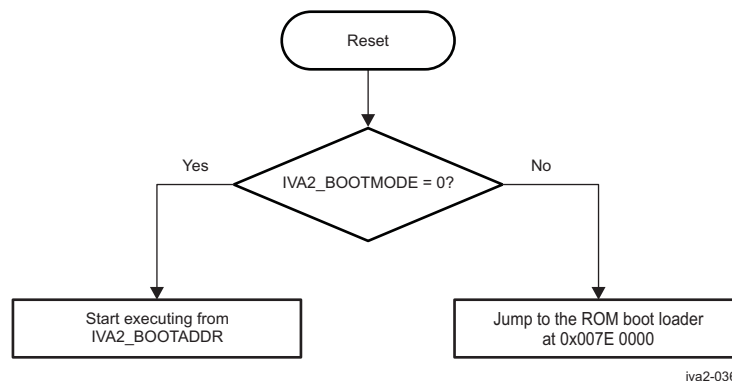 Reset
IVA2_BOOTMODE = 0?
Yes
No
Start executing from
IVA2_BOOTADDR
Jump to the ROM boot loader
at 0x007E 0000
iva2-036